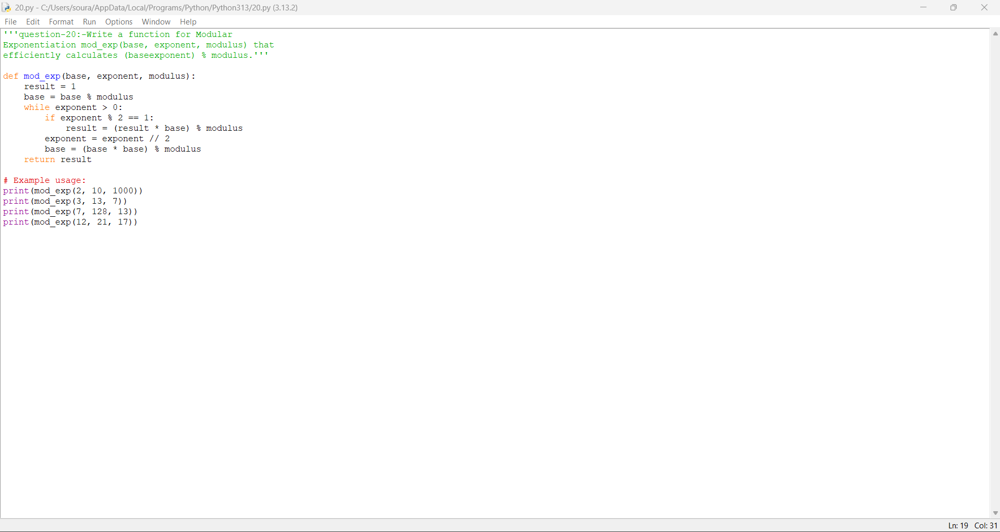 20.py - C:/Users/soura/AppData/Local/Programs/Python/Python313/20.py (3.13.2)
File Edit Format Run Options Window Help
'''question-20:-Write a function for Modular
Exponentiation mod_exp(base, exponent, modulus) that
efficiently calculates (baseexponent) % modulus.'''

def mod_exp(base, exponent, modulus):
    result = 1
    base = base % modulus
    while exponent > 0:
        if exponent % 2 == 1:
            result = (result * base) % modulus
        exponent = exponent // 2
        base = (base * base) % modulus
    return result

# Example usage:
print(mod_exp(2, 10, 1000))
print(mod_exp(3, 13, 7))
print(mod_exp(7, 128, 13))
print(mod_exp(12, 21, 17))
Ln: 19 Col: 31